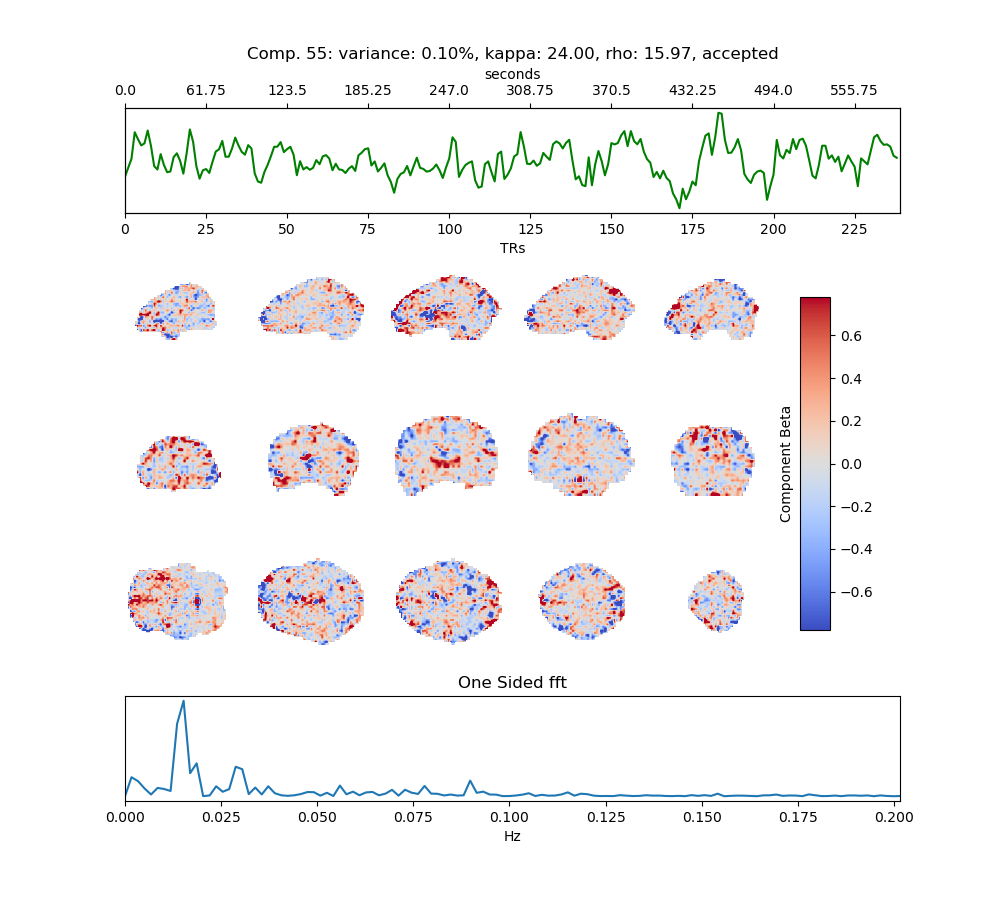 Comp. 55: variance: 0.10%, kappa: 24.00, rho: 15.97, accepted
seconds
0.0 61.75 123.5 185.25 247.0 308.75 370.5 432.25 494.0 555.75
0 25 50 75 100 125 150 175 200 225
TRs
0.6
0.4
0.2
0.0
−0.2
−0.4
−0.6
Component Beta
One Sided fft
0.000 0.025 0.050 0.075 0.100 0.125 0.150 0.175 0.200
Hz